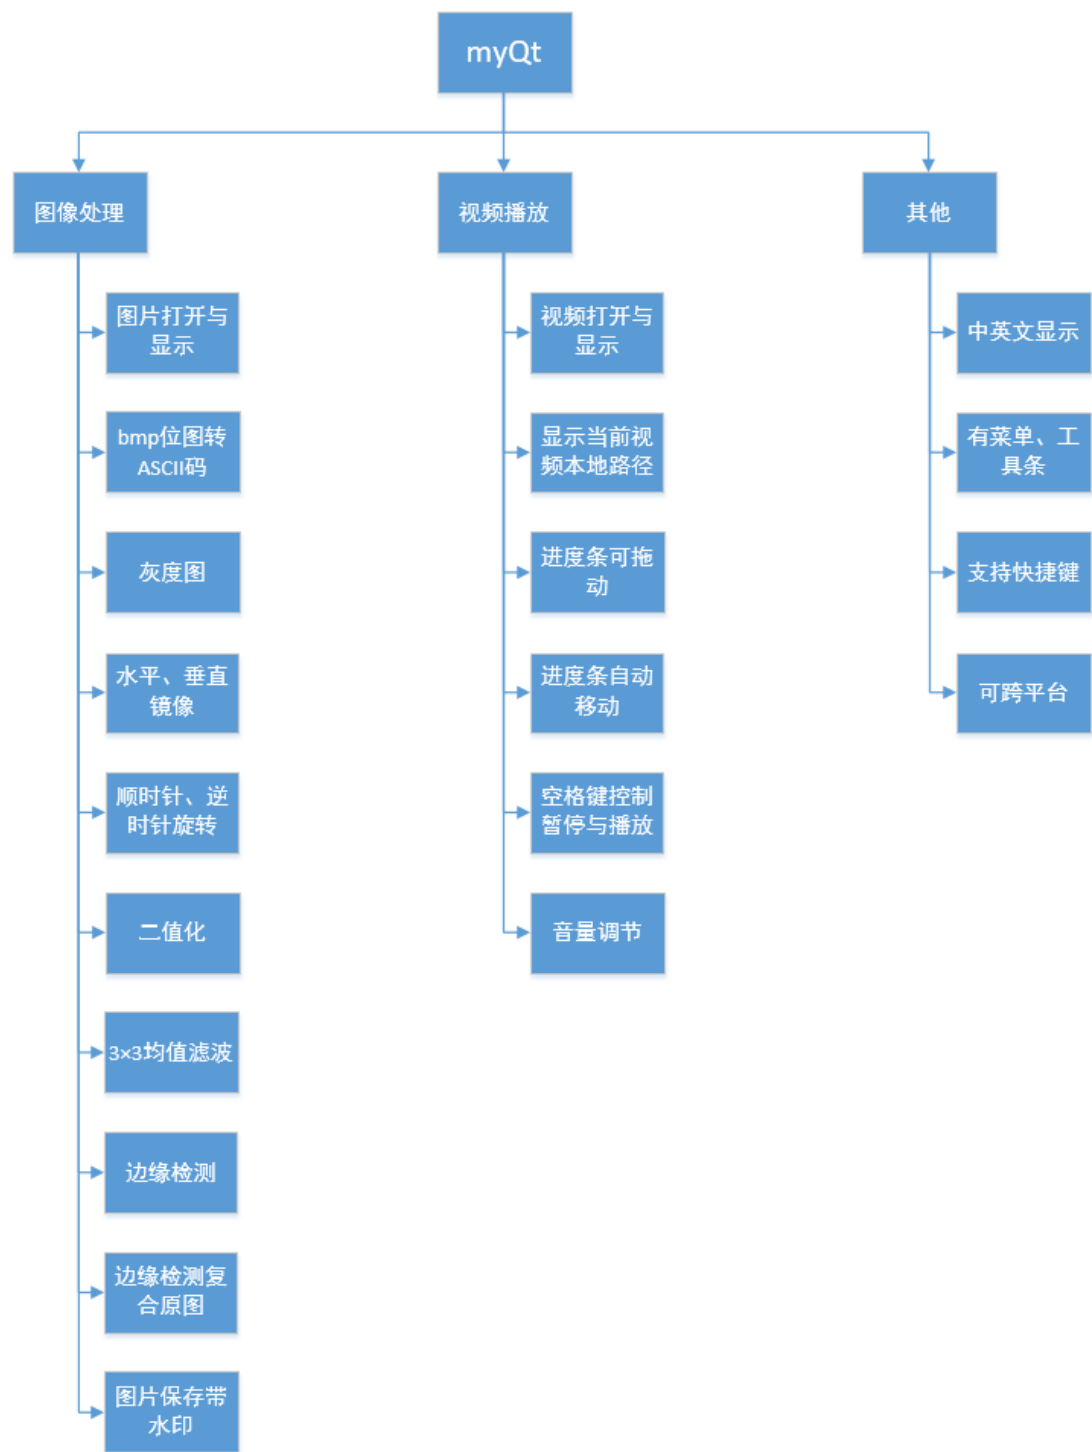 myQt
图像处理
视频播放
其他
图片打开与
显示
bmp位图转
ASCII码
灰度图
水平、垂直
镜像
顺时针、逆
时针旋转
二值化
3×3均值滤波
边缘检测
边缘检测复
合原图
图片保存带
水印
视频打开与
显示
显示当前视
频本地路径
进度条可拖
动
进度条自动
移动
空格键控制
暂停与播放
音量调节
中英文显示
有菜单、工
具条
支持快捷键
可跨平台